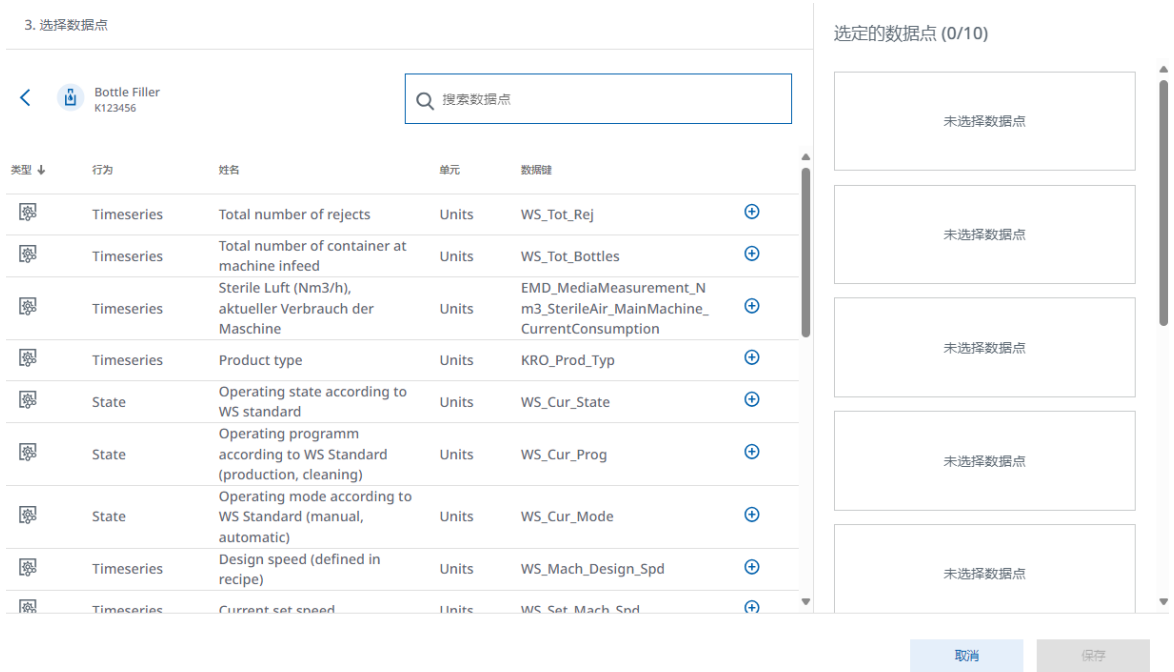 3. 选择数据点
选定的数据点 (0/10)
Bottle Filler
K123456
搜索数据点
类型 行为 姓名 单元 数据键
Timeseries Total number of rejects Units WS_Tot_Rej
Timeseries Total number of container at
machine infeed Units WS_Tot_Bottles
Timeseries Sterile Luft (Nm3/h),
aktueller Verbrauch der
Maschine Units EMD_MediaMeasurement_N
m3_SterileAir_MainMachine_
CurrentConsumption
Timeseries Product type Units KRO_Prod_Typ
State Operating state according to
WS standard Units WS_Cur_State
State Operating programm
according to WS Standard
(production, cleaning) Units WS_Cur_Prog
State Operating mode according to
WS Standard (manual,
automatic) Units WS_Cur_Mode
Timeseries Design speed (defined in
recipe) Units WS_Mach_Design_Spd
Timeseries Current set speed Units WS_Set_Mach_Spd
未选择数据点
未选择数据点
未选择数据点
未选择数据点
未选择数据点
取消 保存